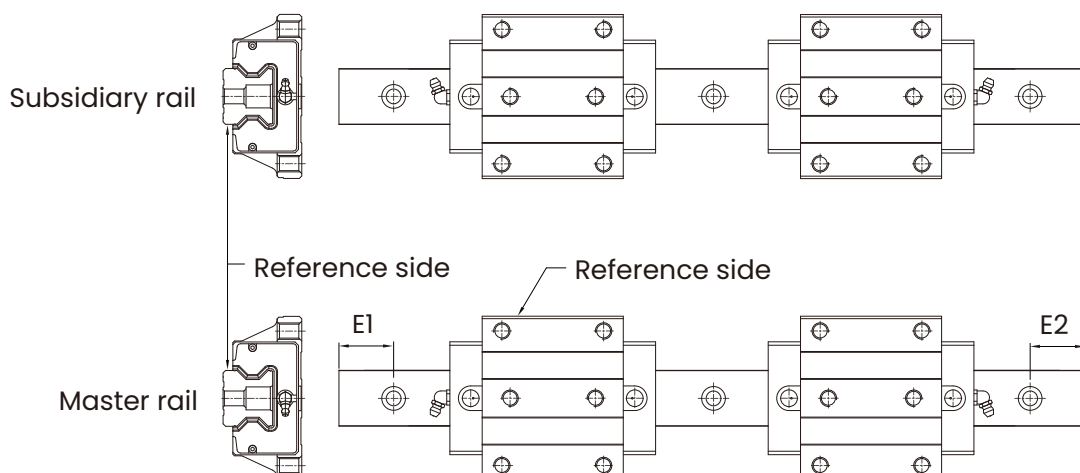 Subsidiary rail
Reference side
Reference side
E1
E2
Master rail